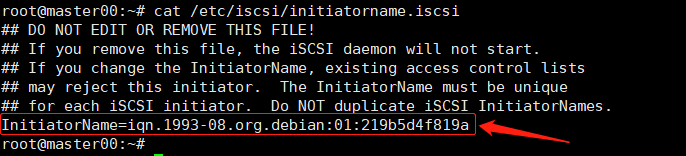 root@master00:~# cat /etc/iscsi/initiatorname.iscsi
## DO NOT EDIT OR REMOVE THIS FILE!
## If you remove this file, the iSCSI daemon will not start.
## If you change the InitiatorName, existing access control lists
## may reject this initiator.  The InitiatorName must be unique
## for each iSCSI initiator.  Do NOT duplicate iSCSI InitiatorNames.
InitiatorName=iqn.1993-08.org.debian:01:219b5d4f819a
root@master00:~#